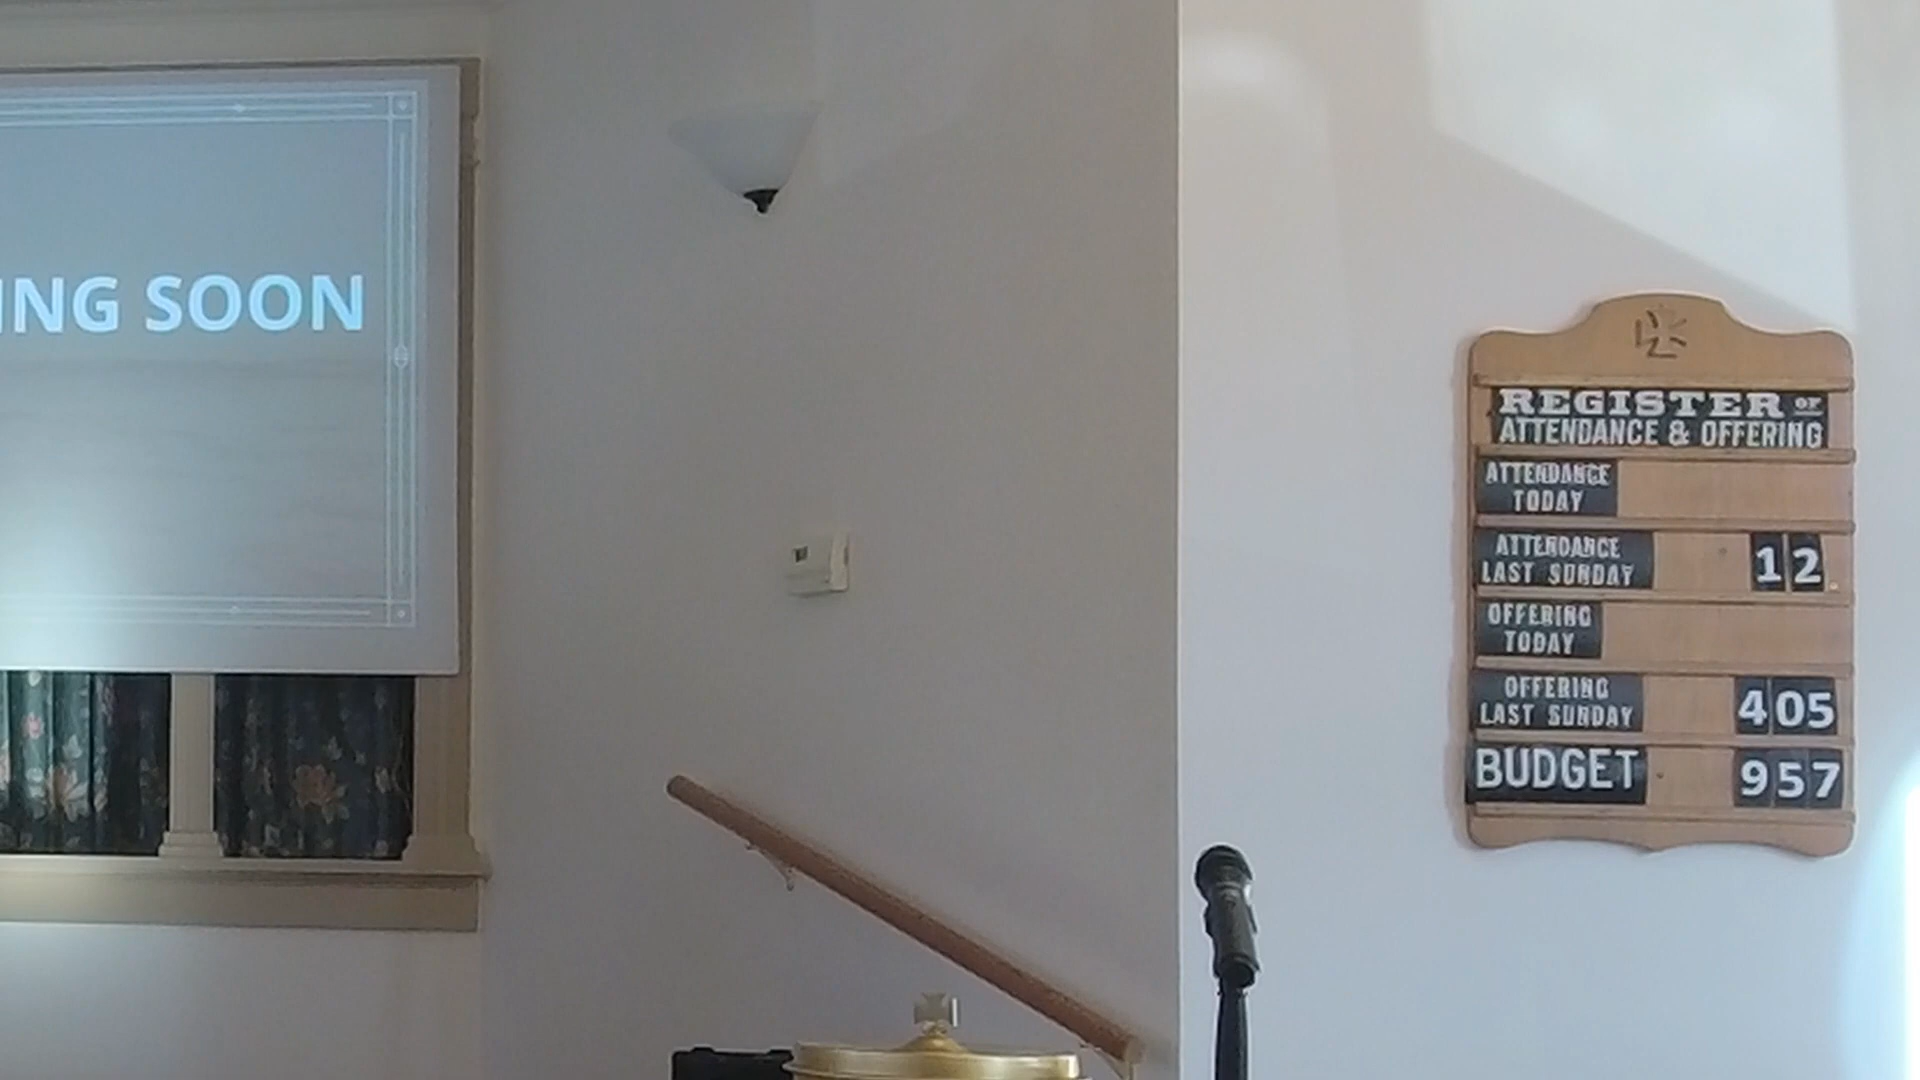 ING SOON
REGISTER OF
ATTENDANCE & OFFERING
ATTENDANCE
TODAY
ATTENDANCE
LAST SUNDAY 12
OFFERING
TODAY
OFFERING
LAST SUNDAY 405
BUDGET 957